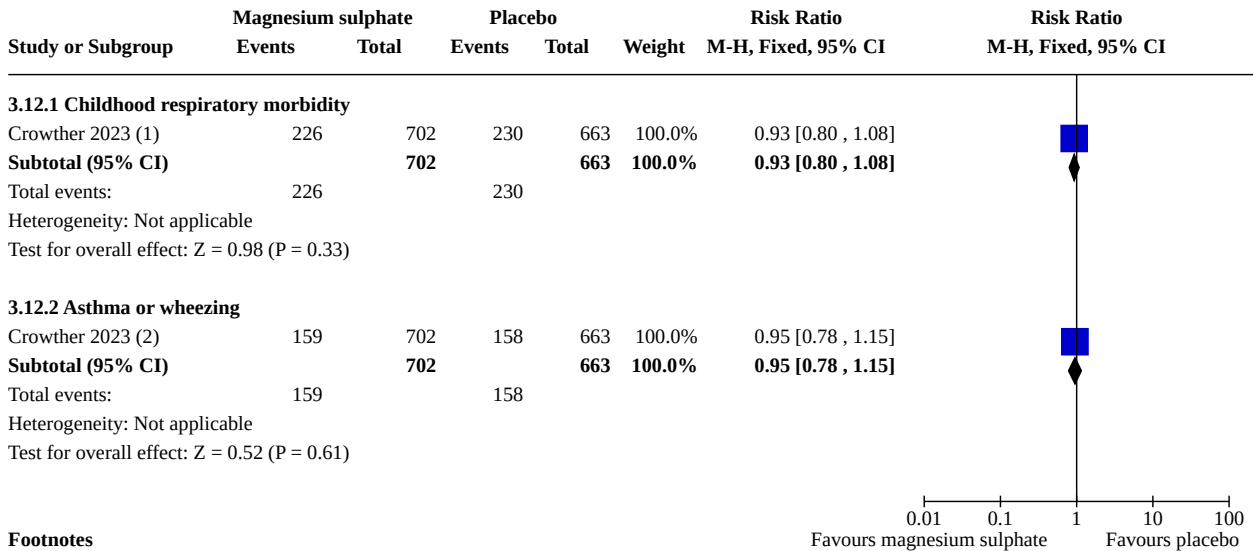 Magnesium sulphate Placebo Risk Ratio Risk Ratio
Study or Subgroup Events Total Events Total Weight M-H, Fixed, 95% CI M-H, Fixed, 95% CI
3.12.1 Childhood respiratory morbidity
Crowther 2023 (1) 226 702 230 663 100.0% 0.93 [0.80 , 1.08]
Subtotal (95% CI) 702 663 100.0% 0.93 [0.80 , 1.08]
Total events: 226 230
Heterogeneity: Not applicable
Test for overall effect: Z = 0.98 (P = 0.33)
3.12.2 Asthma or wheezing
Crowther 2023 (2) 159 702 158 663 100.0% 0.95 [0.78 , 1.15]
Subtotal (95% CI) 702 663 100.0% 0.95 [0.78 , 1.15]
Total events: 159 158
Heterogeneity: Not applicable
Test for overall effect: Z = 0.52 (P = 0.61)
0.01 0.1 1 10 100
Footnotes Favours magnesium sulphate Favours placebo